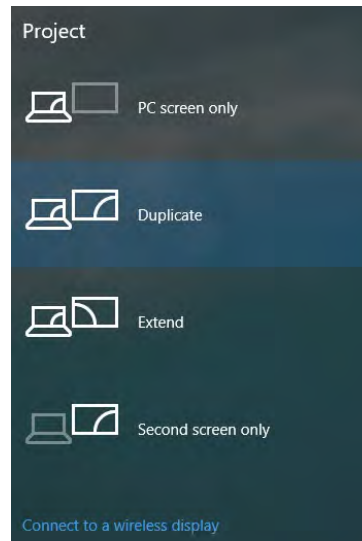 Project
PC screen only
Duplicate
Extend
Second screen only
Connect to a wireless display